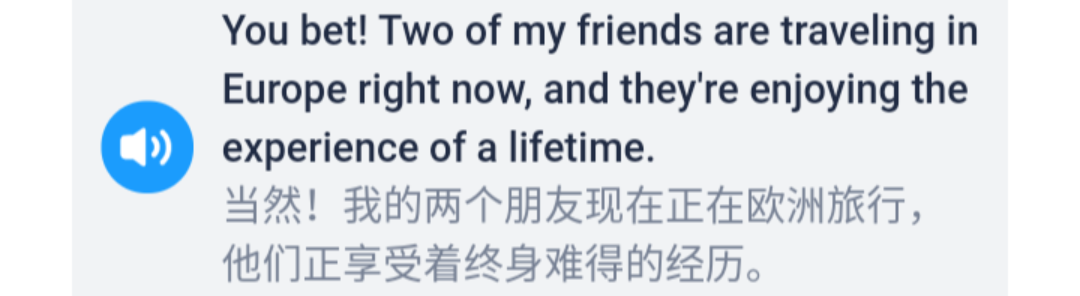 You bet! Two of my friends are traveling in
Europe right now, and they're enjoying the
experience of a lifetime.
当然！我的两个朋友现在正在欧洲旅行，
他们正享受着终身难得的经历。